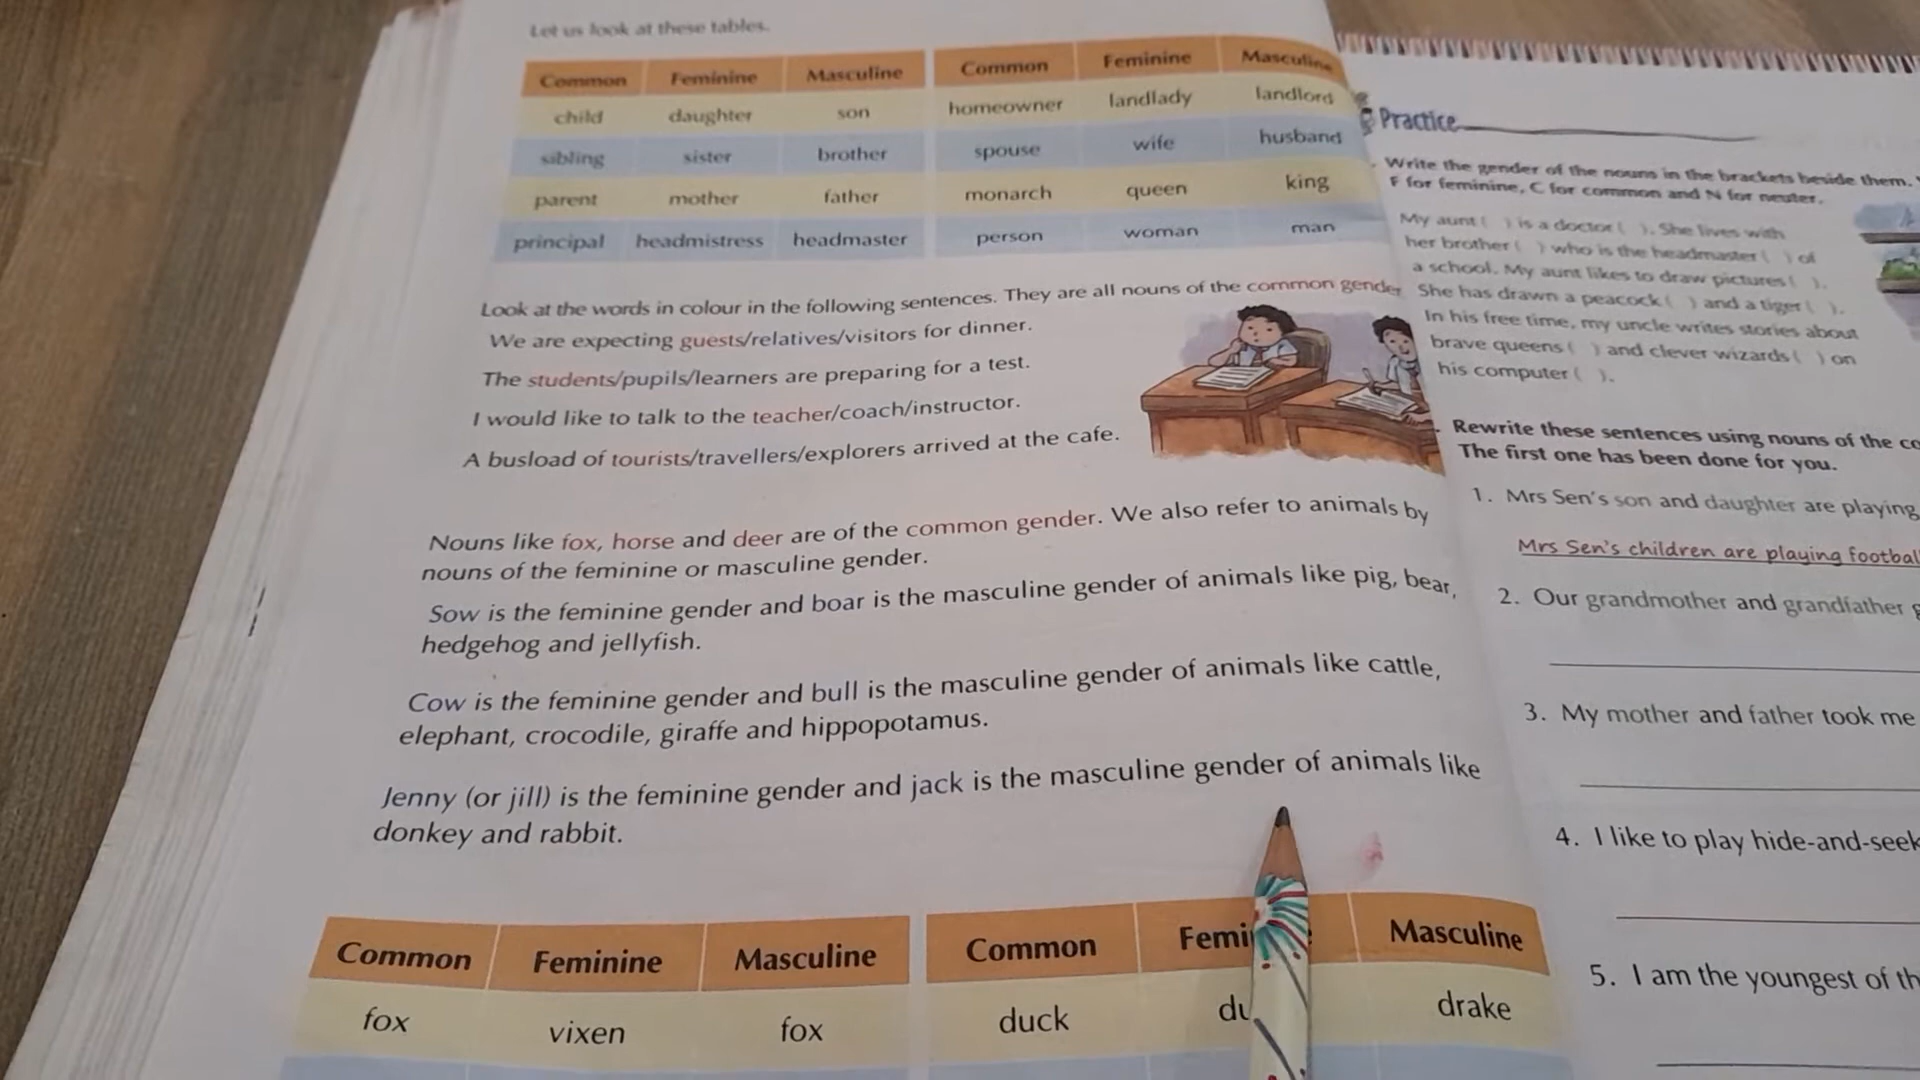 Let us look at these tables.
Common Feminine Masculine Common Feminine Masculine
child daughter son homeowner landlady landlord
sibling sister brother spouse wife husband
parent mother father monarch queen king
principal headmistress headmaster person woman man
Look at the words in colour in the following sentences. They are all nouns of the common gender
We are expecting guests/relatives/visitors for dinner.
The students/pupils/learners are preparing for a test.
I would like to talk to the teacher/coach/instructor.
A busload of tourists/travellers/explorers arrived at the cafe.
Nouns like fox, horse and deer are of the common gender. We also refer to animals by
nouns of the feminine or masculine gender.
Sow is the feminine gender and boar is the masculine gender of animals like pig, bear,
hedgehog and jellyfish.
Cow is the feminine gender and bull is the masculine gender of animals like cattle,
elephant, crocodile, giraffe and hippopotamus.
Jenny (or jill) is the feminine gender and jack is the masculine gender of animals like
donkey and rabbit.
Common Feminine Masculine Common Femi Masculine
fox vixen fox duck du drake
Practice
Write the gender of the nouns in the brackets beside them.
F for feminine, C for common and N for neuter.
My aunt ( ) is a doctor ( ). She lives with
her brother ( ) who is the headmaster ( ) of
a school. My aunt likes to draw pictures ( ).
She has drawn a peacock ( ) and a tiger ( ).
In his free time, my uncle writes stories about
brave queens ( ) and clever wizards ( ) on
his computer ( ).
Rewrite these sentences using nouns of the co
The first one has been done for you.
1. Mrs Sen's son and daughter are playing
Mrs Sen's children are playing football
2. Our grandmother and grandfather g
3. My mother and father took me
4. I like to play hide-and-seek
5. I am the youngest of th